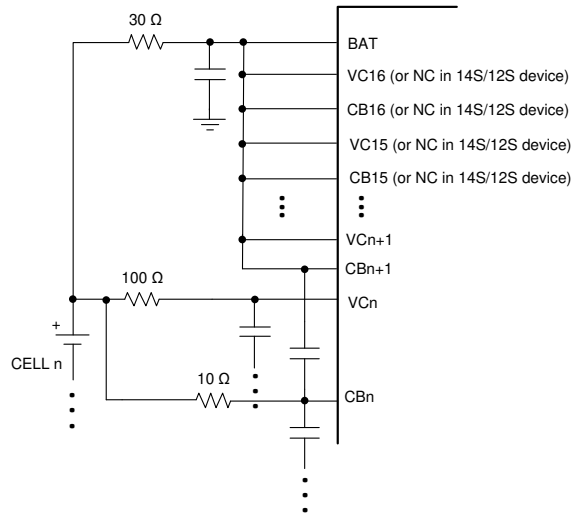 30 Ω
BAT
VC16 (or NC in 14S/12S device)
CB16 (or NC in 14S/12S device)
VC15 (or NC in 14S/12S device)
CB15 (or NC in 14S/12S device)
VCn+1
CBn+1
100 Ω
VCn
+
CELL n
10 Ω
CBn